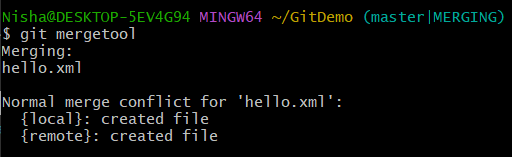 Nisha@DESKTOP-5EV4G94 MINGW64 ~/GitDemo (master|MERGING)
$ git mergetool
Merging:
hello.xml

Normal merge conflict for 'hello.xml':
  {local}: created file
  {remote}: created file